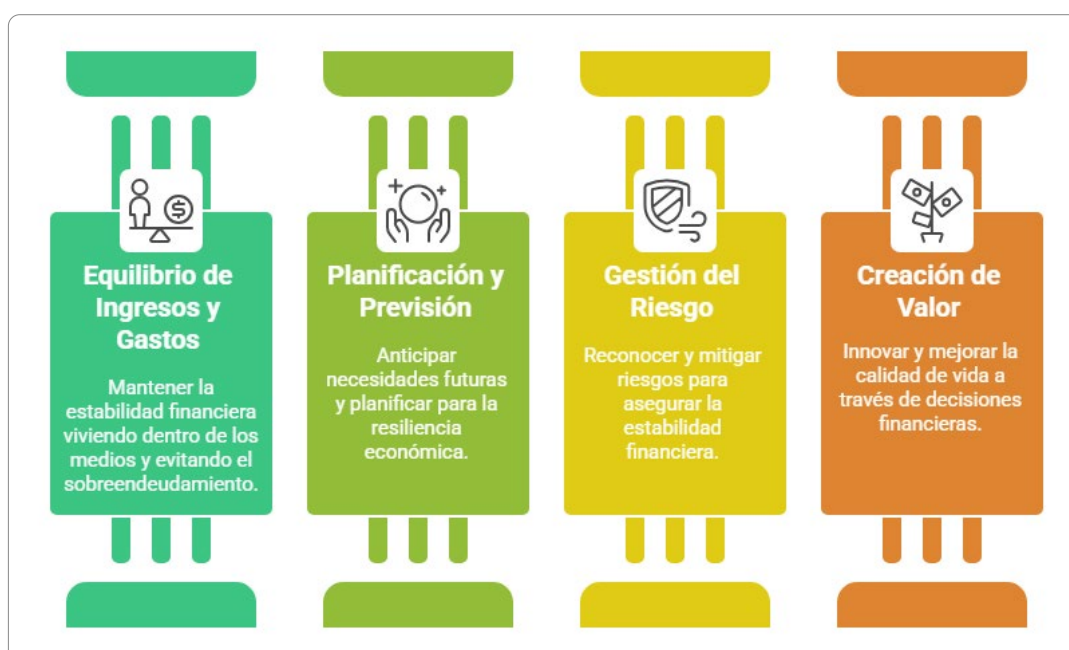 Equilibrio de
Ingresos y
Gastos
Mantener la
estabilidad financiera
viviendo dentro de los
medios y evitando el
sobreendeudamiento.
Planificación y
Previsión
Anticipar
necesidades futuras
y planificar para la
resiliencia
económica.
Gestión del
Riesgo
Reconocer y mitigar
riesgos para
asegurar la
estabilidad
financiera.
Creación de
Valor
Innovar y mejorar la
calidad de vida a
través de decisiones
financieras.